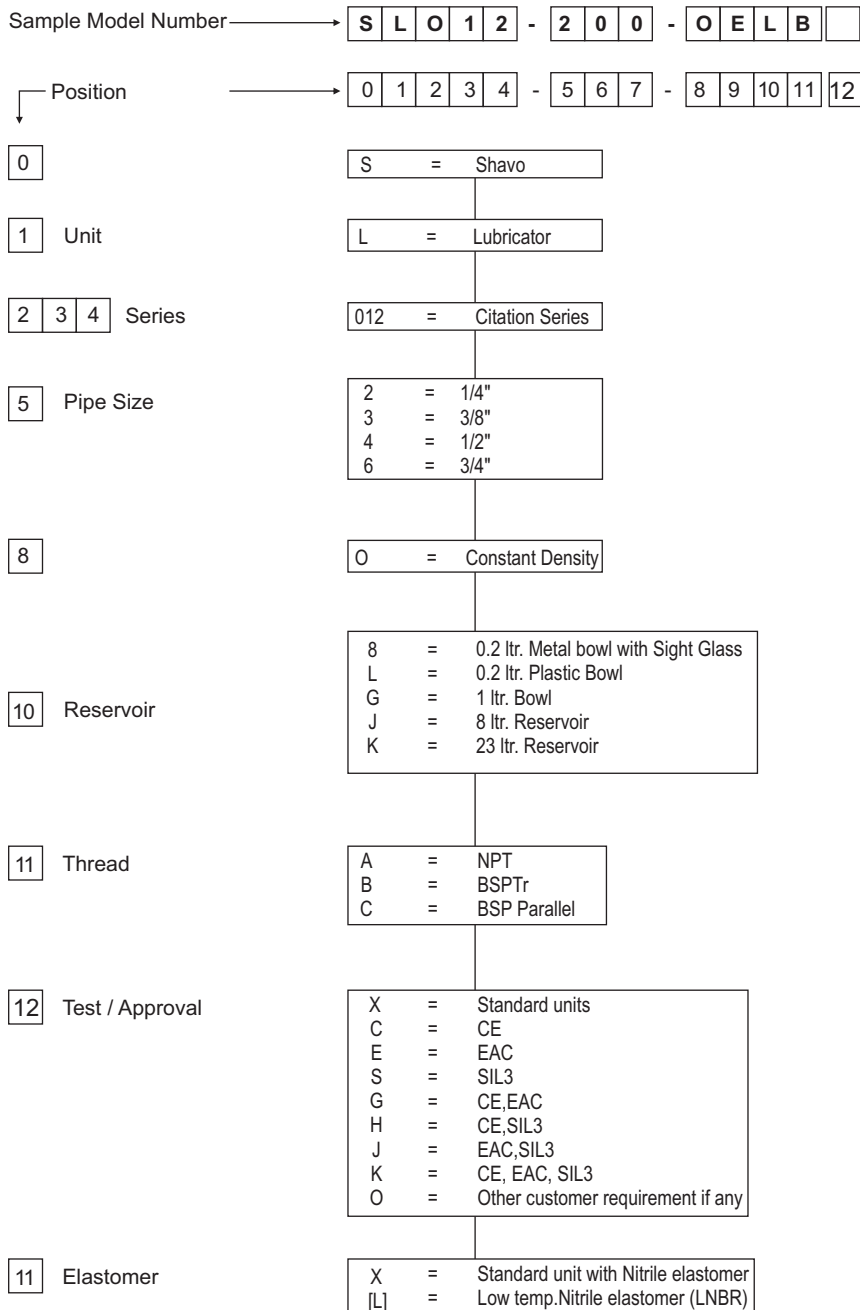 Sample Model Number S L O 1 2 - 2 0 0 - O E L B
Position 0 1 2 3 4 - 5 6 7 - 8 9 10 11 12
0 S = Shavo
1 Unit L = Lubricator
2 3 4 Series 012 = Citation Series
5 Pipe Size 2 = 1/4"
3 = 3/8"
4 = 1/2"
6 = 3/4"
8 O = Constant Density
10 Reservoir
8 = 0.2 ltr. Metal bowl with Sight Glass
L = 0.2 ltr. Plastic Bowl
G = 1 ltr. Bowl
J = 8 ltr. Reservoir
K = 23 ltr. Reservoir
11 Thread A = NPT
B = BSPTr
C = BSP Parallel
12 Test / Approval X = Standard units
C = CE
E = EAC
S = SIL3
G = CE,EAC
H = CE,SIL3
J = EAC,SIL3
K = CE, EAC, SIL3
O = Other customer requirement if any
11 Elastomer X = Standard unit with Nitrile elastomer
[L] = Low temp.Nitrile elastomer (LNBR)